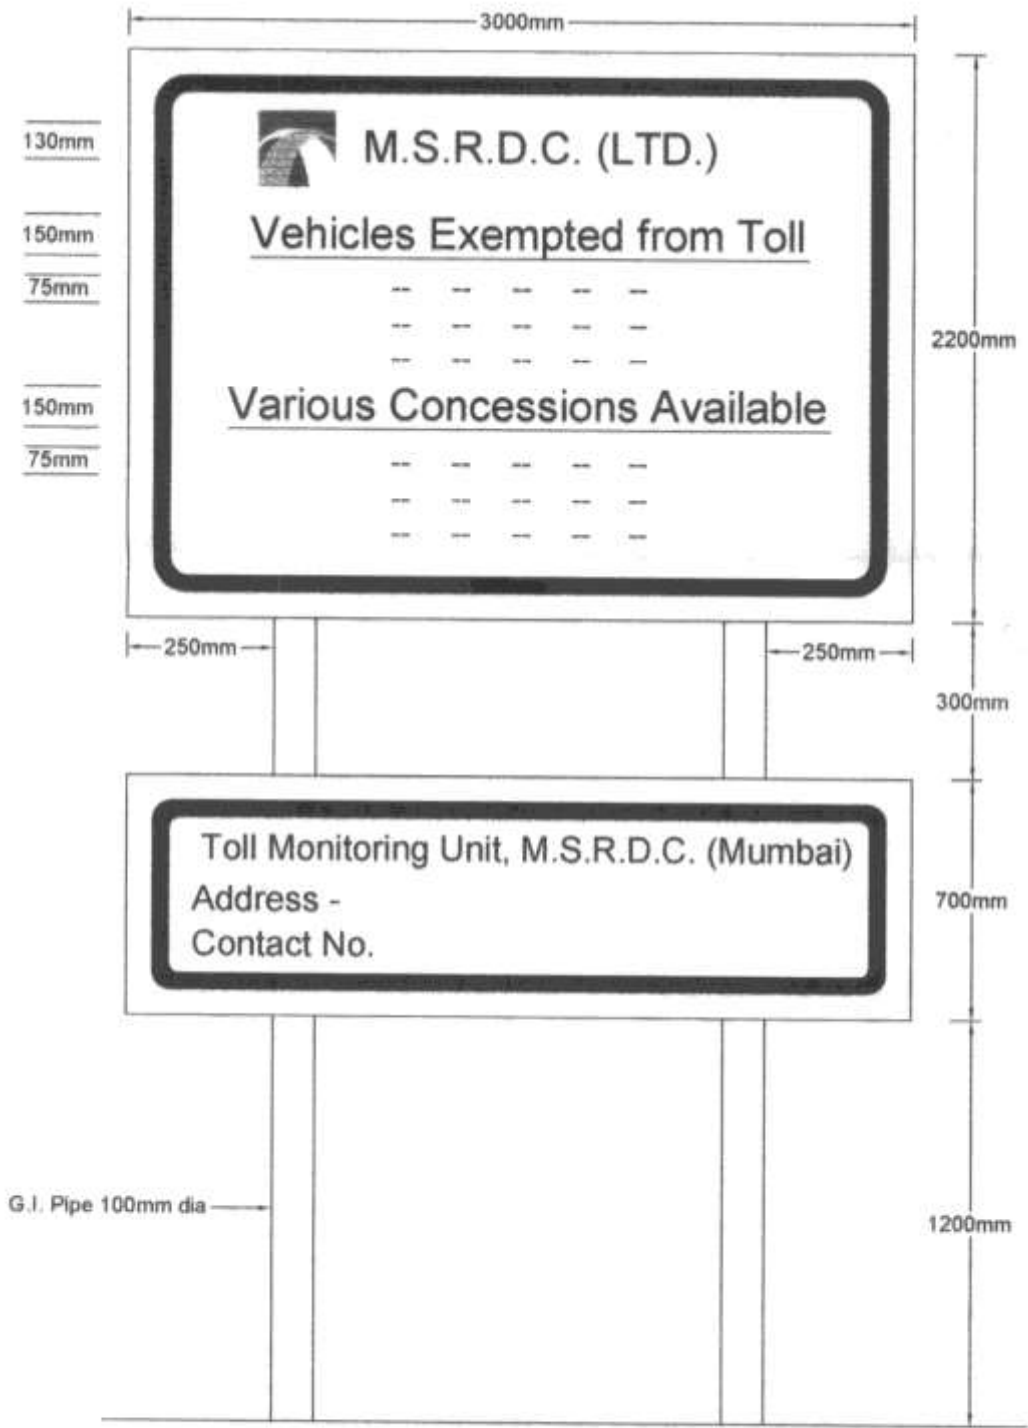 3000mm
130mm
M.S.R.D.C. (LTD.)
150mm
Vehicles Exempted from Toll
75mm
-- -- -- -- --
-- -- -- -- --
-- -- -- -- --
2200mm
150mm
Various Concessions Available
75mm
-- -- -- -- --
-- -- -- -- --
-- -- -- -- --
250mm
250mm
300mm
Toll Monitoring Unit, M.S.R.D.C. (Mumbai)
Address -
Contact No.
700mm
G.I. Pipe 100mm dia
1200mm